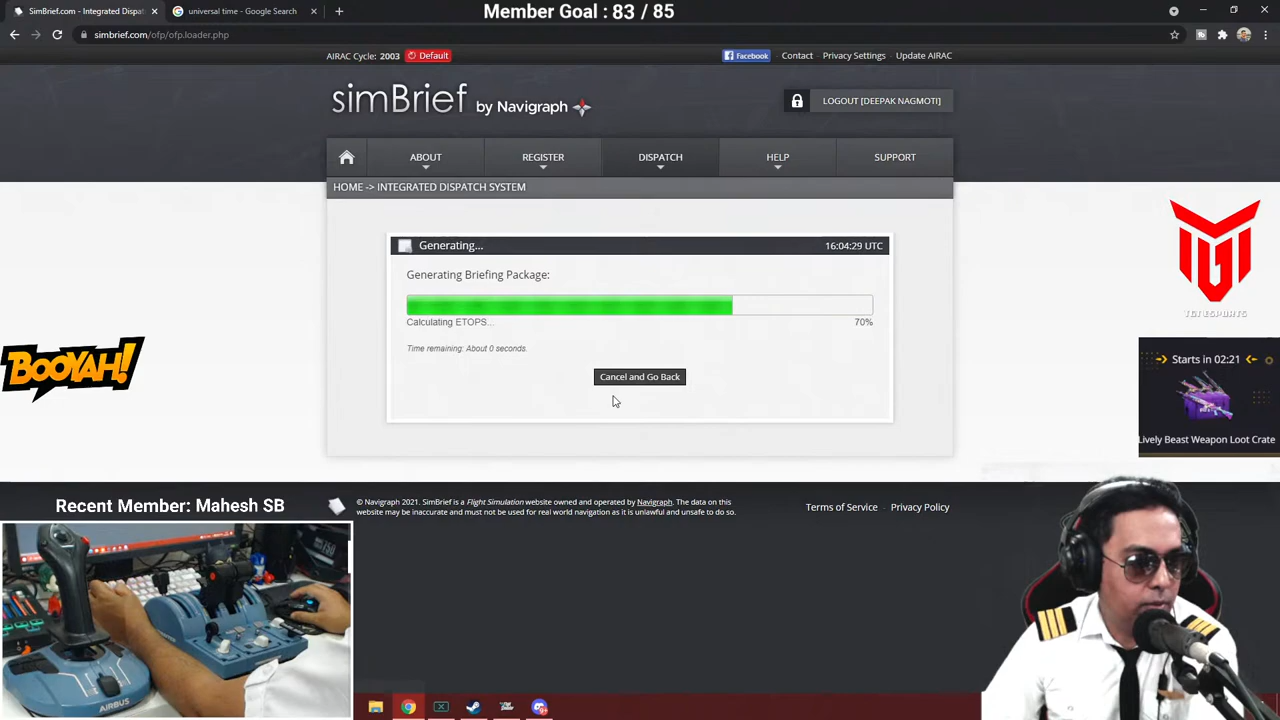 Member Goal : 83 / 85
SimBrief.com - Integrated Dispat
universal time - Google Search
simbrief.com/ofp/ofp.loader.php
AIRAC Cycle: 2003 Default
Facebook Contact Privacy Settings Update AIRAC
simBrief by Navigraph
LOGOUT [DEEPAK NAGMOTI]
ABOUT REGISTER DISPATCH HELP SUPPORT
HOME -> INTEGRATED DISPATCH SYSTEM
Generating... 16:04:29 UTC
Generating Briefing Package:
Calculating ETOPS... 70%
Time remaining: About 0 seconds.
Cancel and Go Back
BOOYAH!
TGI ESPORTS
Starts in 02:21
Lively Beast Weapon Loot Crate
Recent Member: Mahesh SB
© Navigraph 2021. SimBrief is a Flight Simulation website owned and operated by Navigraph. The data on this
website may be inaccurate and must not be used for real world navigation as it is unlawful and unsafe to do so.
Terms of Service - Privacy Policy
AIRBUS